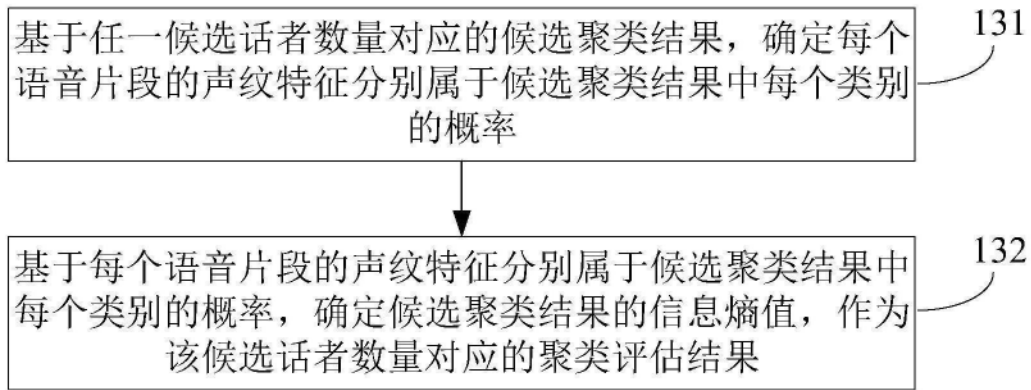 基于任一候选话者数量对应的候选聚类结果，确定每个
语音片段的声纹特征分别属于候选聚类结果中每个类别
的概率
131
基于每个语音片段的声纹特征分别属于候选聚类结果中
每个类别的概率，确定候选聚类结果的信息熵值，作为
该候选话者数量对应的聚类评估结果
132